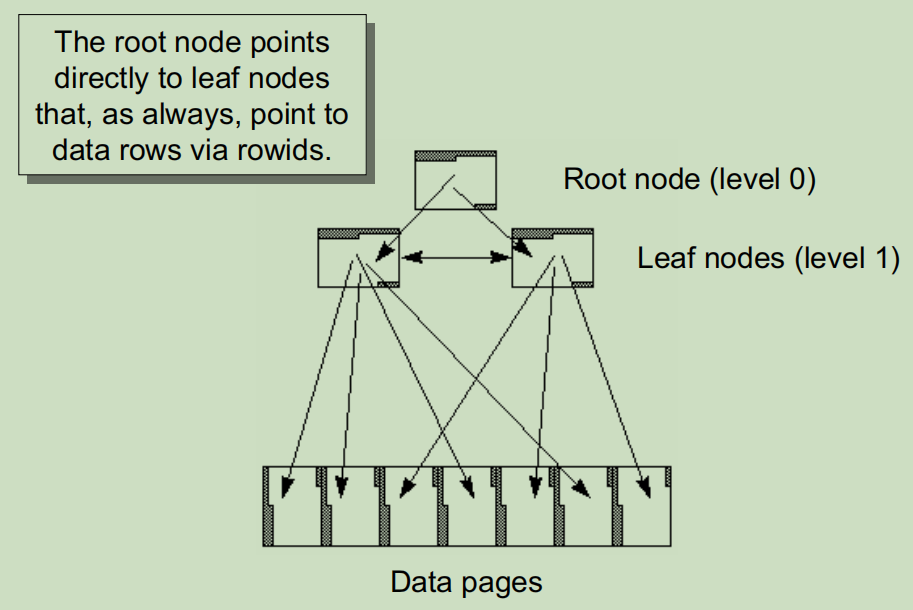 The root node points
directly to leaf nodes
that, as always, point to
data rows via rowids.
Root node (level 0)
Leaf nodes (level 1)
Data pages